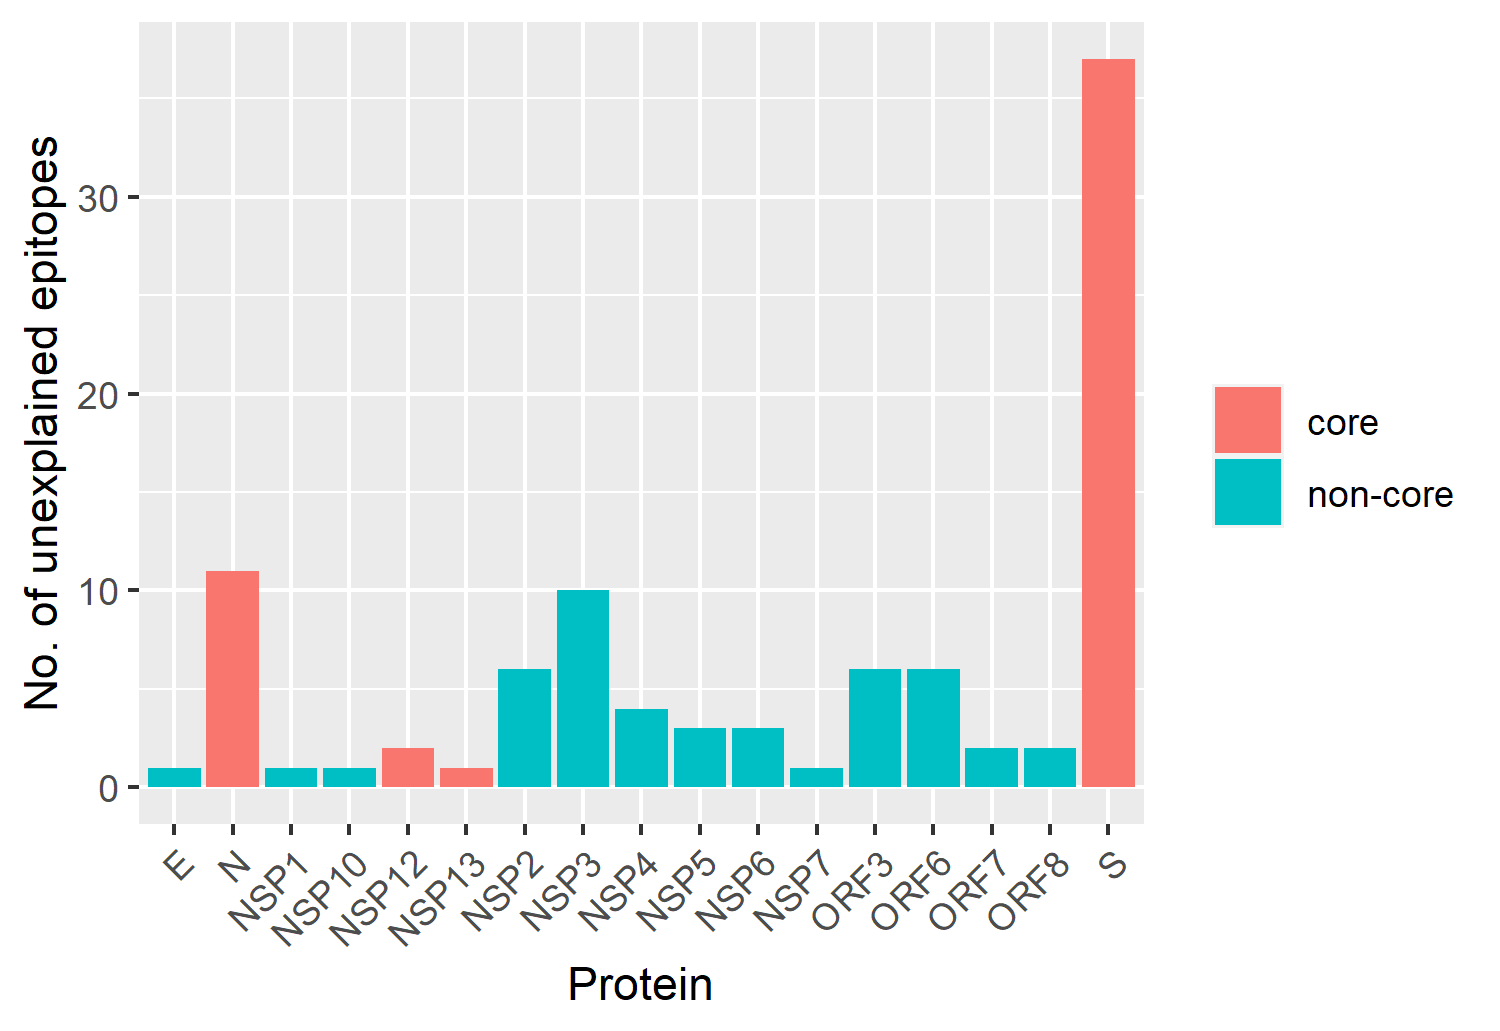 No. of unexplained epitopes
30
20
10
0
E
N
NSP1
NSP10
NSP12
NSP13
NSP2
NSP3
NSP4
NSP5
NSP6
NSP7
ORF3
ORF6
ORF7
ORF8
S
Protein
core
non-core